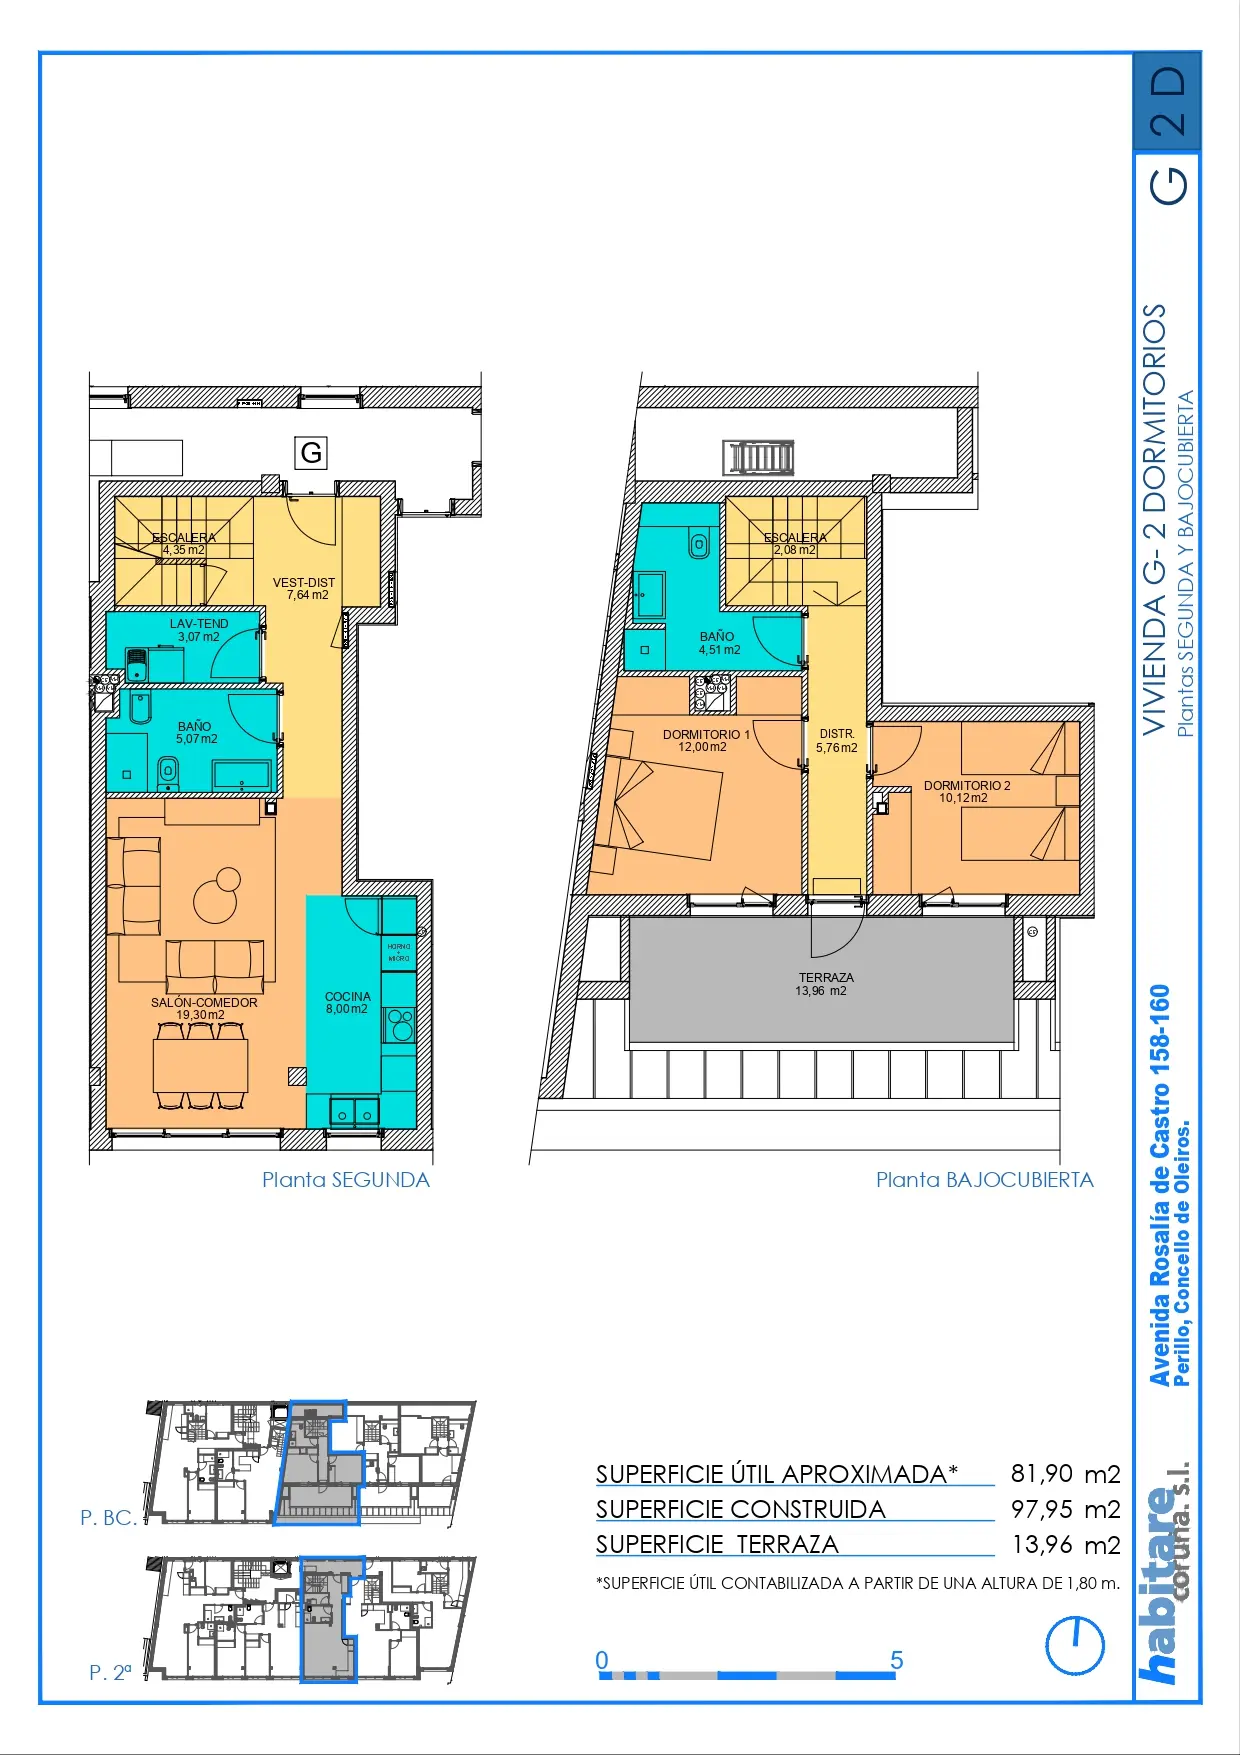 2 D
G
VIVIENDA G- 2 DORMITORIOS
Plantas SEGUNDA Y BAJOCUBIERTA
Avenida Rosalía de Castro 158-160
Perillo, Concello de Oleiros.
habitare
coruña. s.l.
G
ESCALERA
4,35 m2
VEST-DIST
7,64 m2
LAV-TEND
3,07 m2
BAÑO
5,07 m2
HORNO
+
MICRO
SALÓN-COMEDOR
19,30 m2
COCINA
8,00 m2
Planta SEGUNDA
ESCALERA
2,08 m2
BAÑO
4,51 m2
DORMITORIO 1
12,00 m2
DISTR.
5,76 m2
DORMITORIO 2
10,12 m2
TERRAZA
13,96 m2
Planta BAJOCUBIERTA
P. BC.
P. 2ª
SUPERFICIE ÚTIL APROXIMADA* 81,90 m2
SUPERFICIE CONSTRUIDA 97,95 m2
SUPERFICIE TERRAZA 13,96 m2
*SUPERFICIE ÚTIL CONTABILIZADA A PARTIR DE UNA ALTURA DE 1,80 m.
0 5